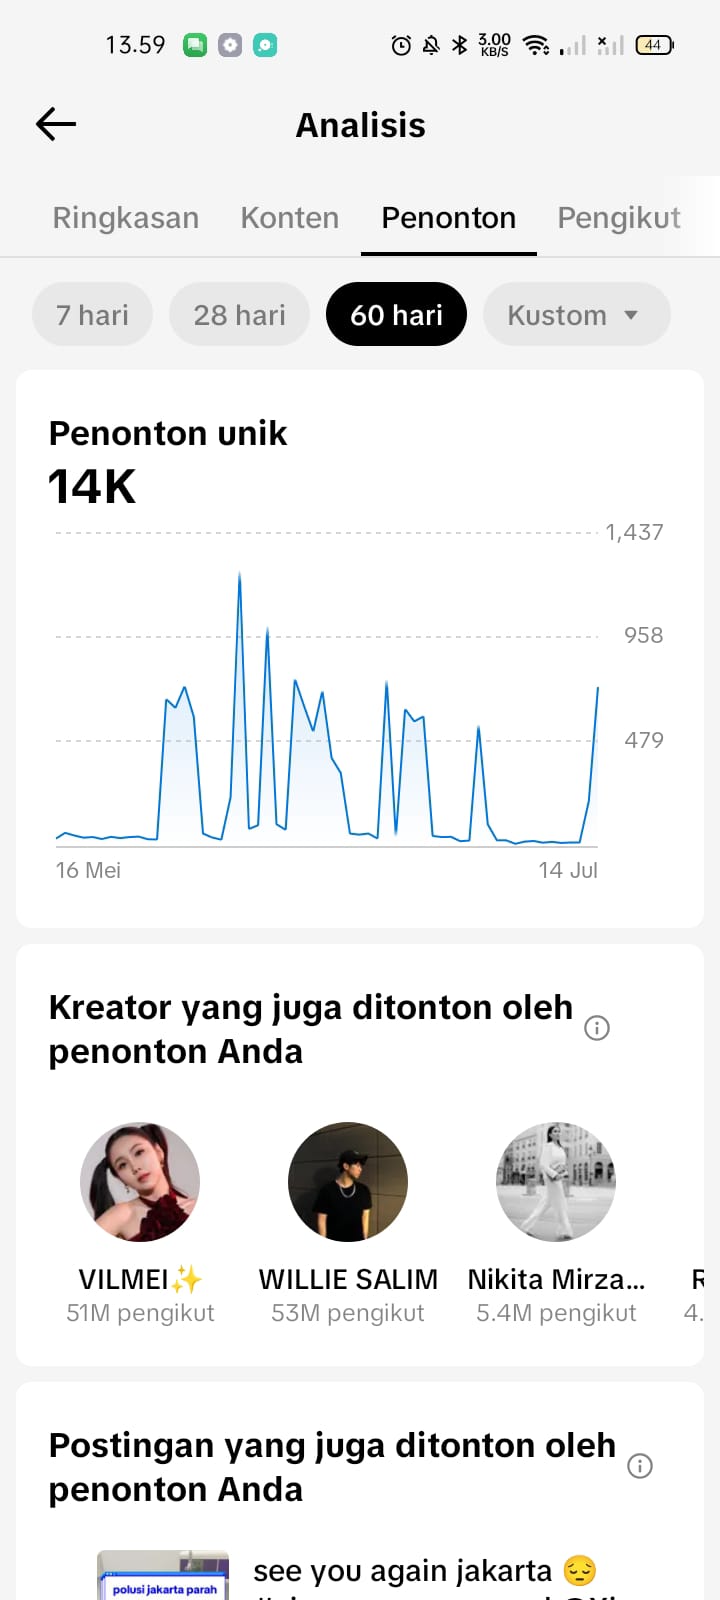 13.59
3.00
KB/S
44
Analisis
Ringkasan
Konten
Penonton
Pengikut
7 hari
28 hari
60 hari
Kustom
Penonton unik
14K
1,437
958
479
16 Mei
14 Jul
Kreator yang juga ditonton oleh
penonton Anda
VILMEI✨
51M pengikut
WILLIE SALIM
53M pengikut
Nikita Mirza...
5.4M pengikut
R
4.
Postingan yang juga ditonton oleh
penonton Anda
polusi jakarta parah
see you again jakarta 😔